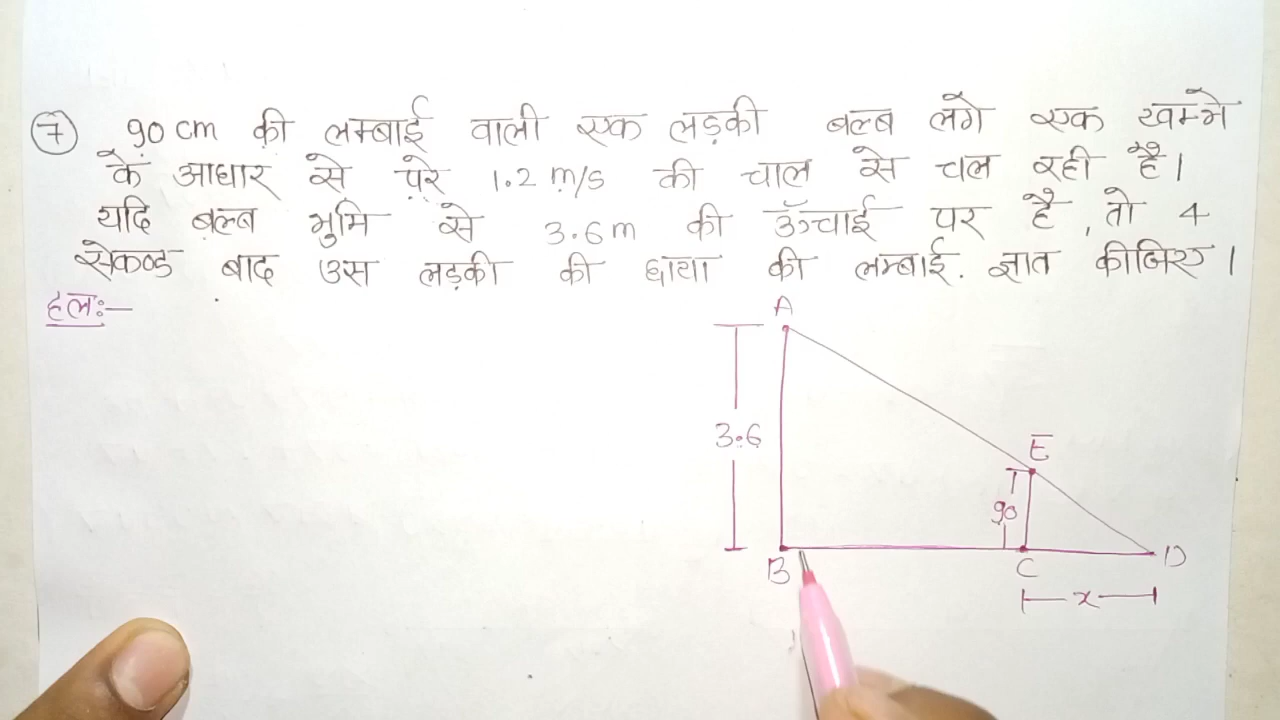 7 90 cm की लम्बाई वाली एक लड़की बल्ब लगे एक खम्भे
के आधार से परे 1.2 m/s की चाल से चल रही है।
यदि बल्ब भुमि से 3.6m की ऊँचाई पर है, तो 4
सेकण्ड बाद उस लड़की की छाया की लम्बाई. ज्ञात कीजिए।
हलः-
A
3.6
E
90
B
C
D
x